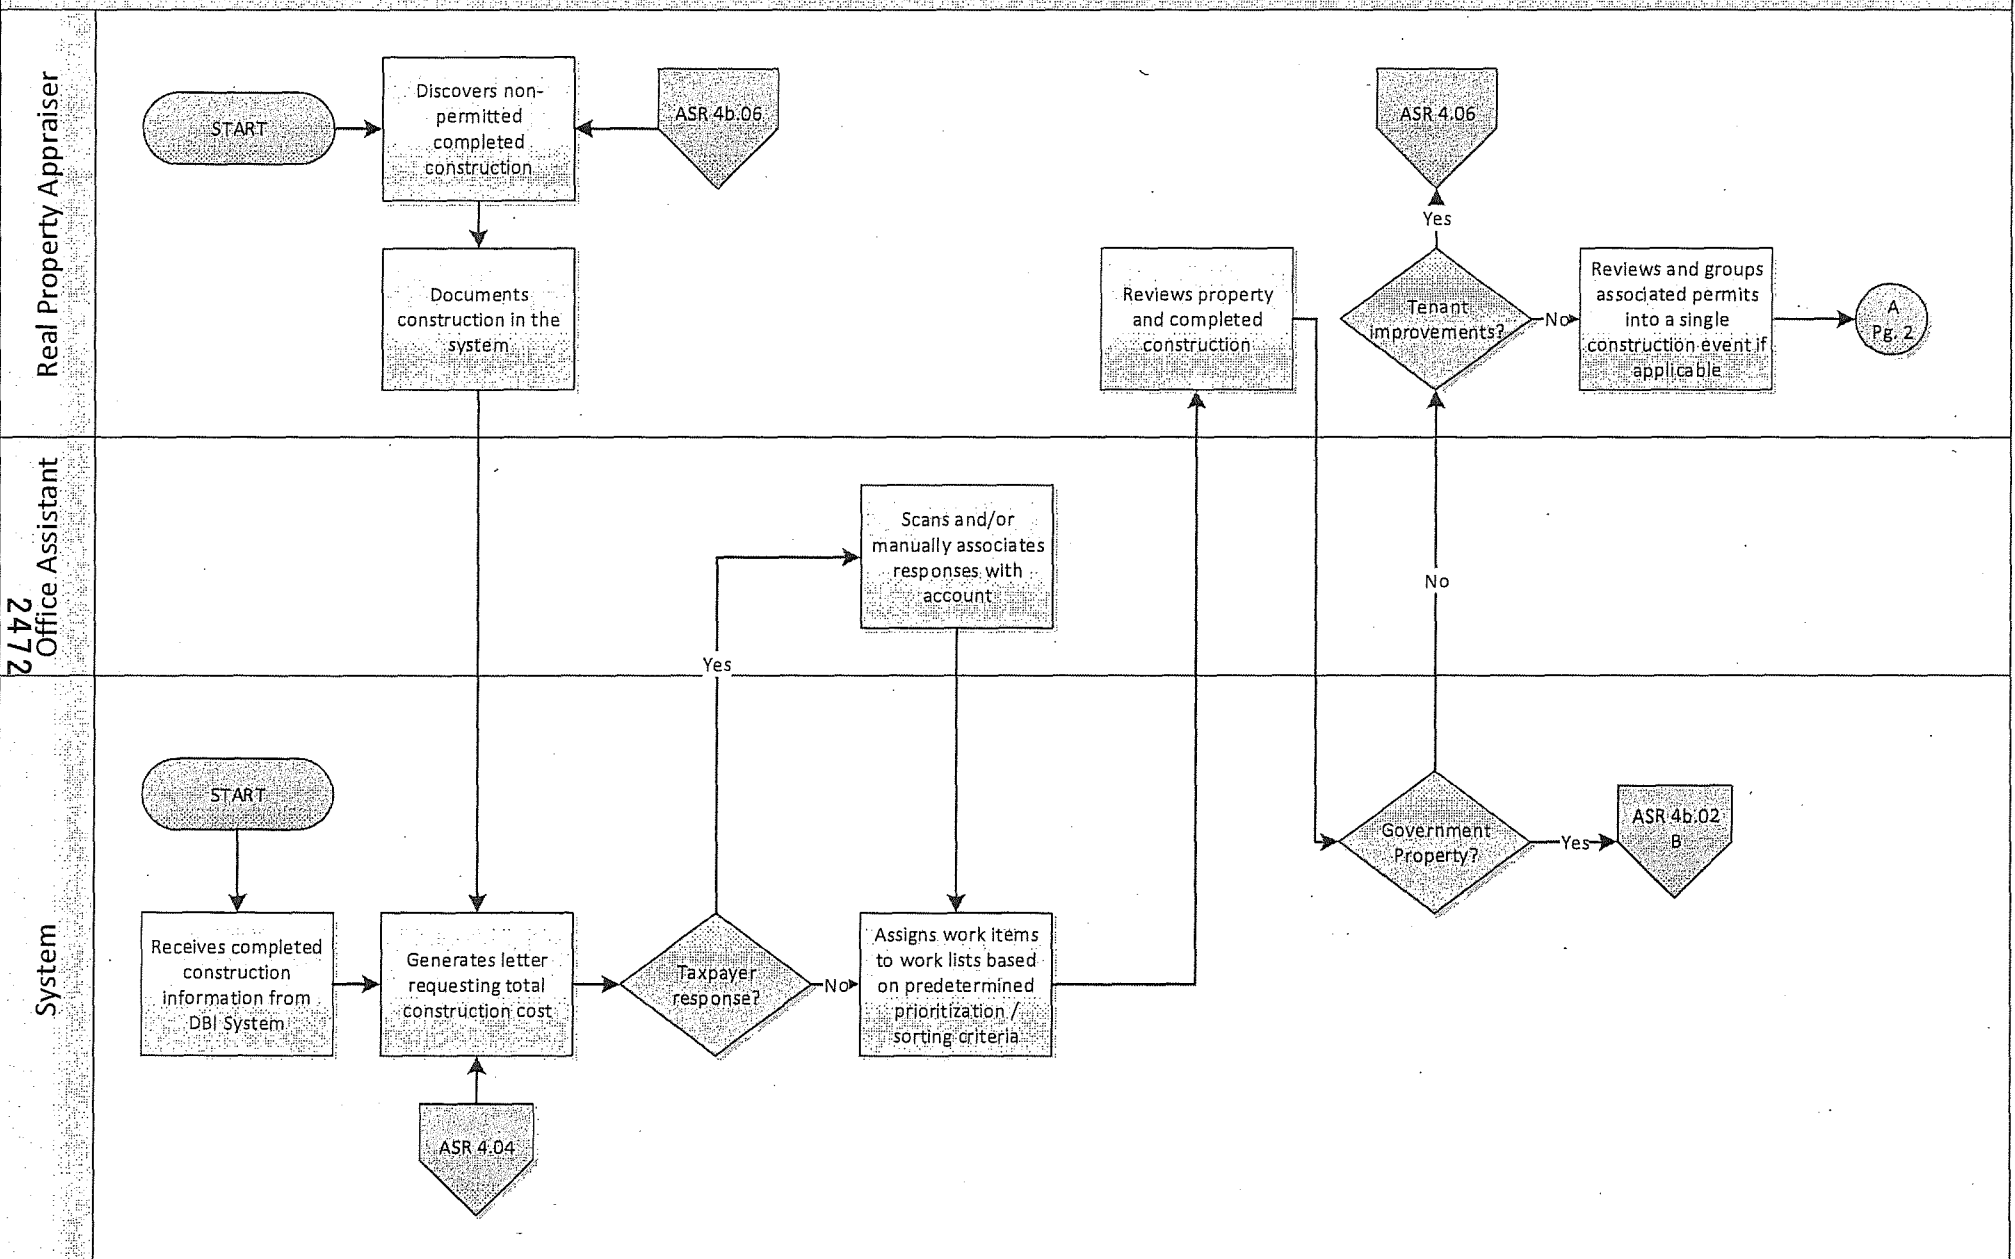 Real Property Appraiser
START
Discovers non-
permitted
completed
construction
ASR 4b.06
Documents
construction in the
system
Reviews property
and completed
construction
ASR 4.06
Yes
Tenant
improvements?
No
Reviews and groups
associated permits
into a single
construction event if
applicable
A
Pg. 2
Office Assistant
2472
Scans and/or
manually associates
responses with
account
Yes
No
System
START
Receives completed
construction
information from
DBI System
Generates letter
requesting total
construction cost
ASR 4.04
Taxpayer
response?
No
Assigns work items
to work lists based
on predetermined
prioritization /
sorting criteria
Government
Property?
Yes
ASR 4b.02
B